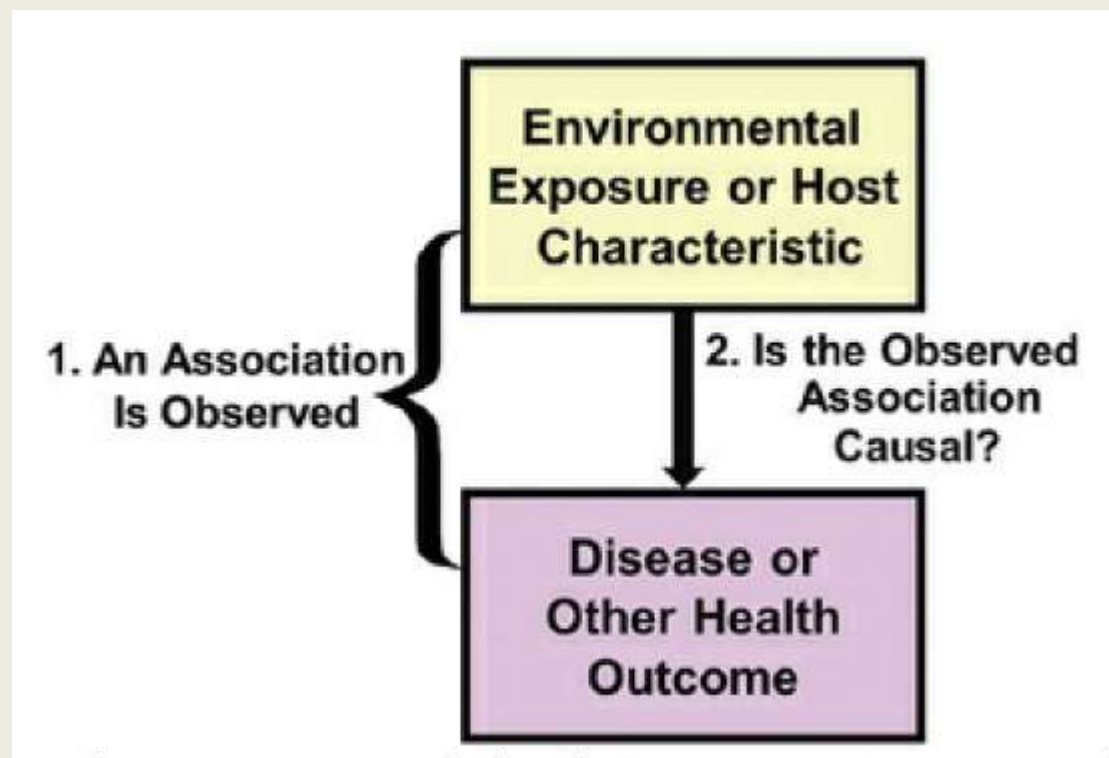 Environmental
Exposure or Host
Characteristic
1. An Association
Is Observed
2. Is the Observed
Association
Causal?
Disease or
Other Health
Outcome